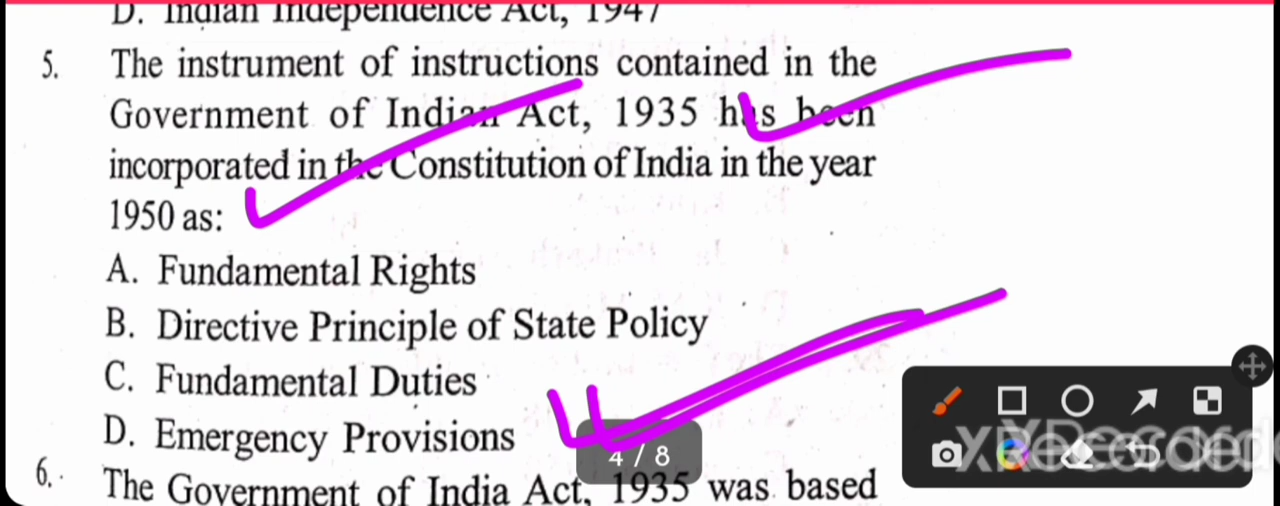 D. Indian Independence Act, 1947
5. The instrument of instructions contained in the
Government of Indian Act, 1935 has been
incorporated in the Constitution of India in the year
1950 as:
A. Fundamental Rights
B. Directive Principle of State Policy
C. Fundamental Duties
D. Emergency Provisions
4 / 8
6. The Government of India Act, 1935 was based